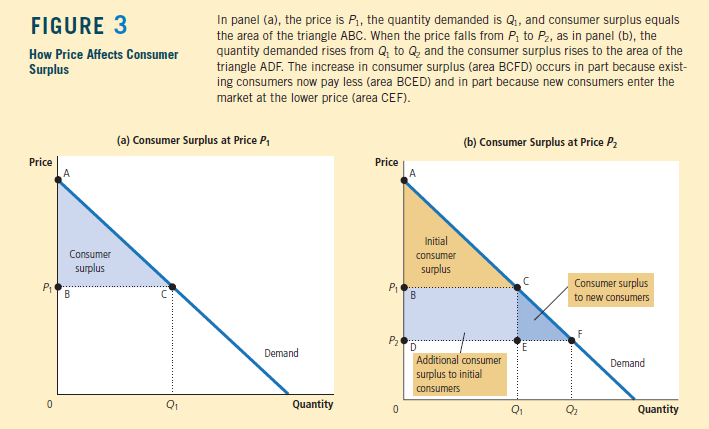 FIGURE 3
How Price Affects Consumer
Surplus
In panel (a), the price is P₁, the quantity demanded is Q₁, and consumer surplus equals
the area of the triangle ABC. When the price falls from P₁ to P₂, as in panel (b), the
quantity demanded rises from Q₁ to Q₂ and the consumer surplus rises to the area of the
triangle ADF. The increase in consumer surplus (area BCFD) occurs in part because exist-
ing consumers now pay less (area BCED) and in part because new consumers enter the
market at the lower price (area CEF).
(a) Consumer Surplus at Price P₁
Price
A
Consumer
surplus
P₁
B
C
Demand
0
Q₁
Quantity
(b) Consumer Surplus at Price P₂
Price
A
Initial
consumer
surplus
C
Consumer surplus
to new consumers
P₁
B
P₂
D
E
F
Additional consumer
surplus to initial
consumers
Demand
0
Q₁
Q₂
Quantity